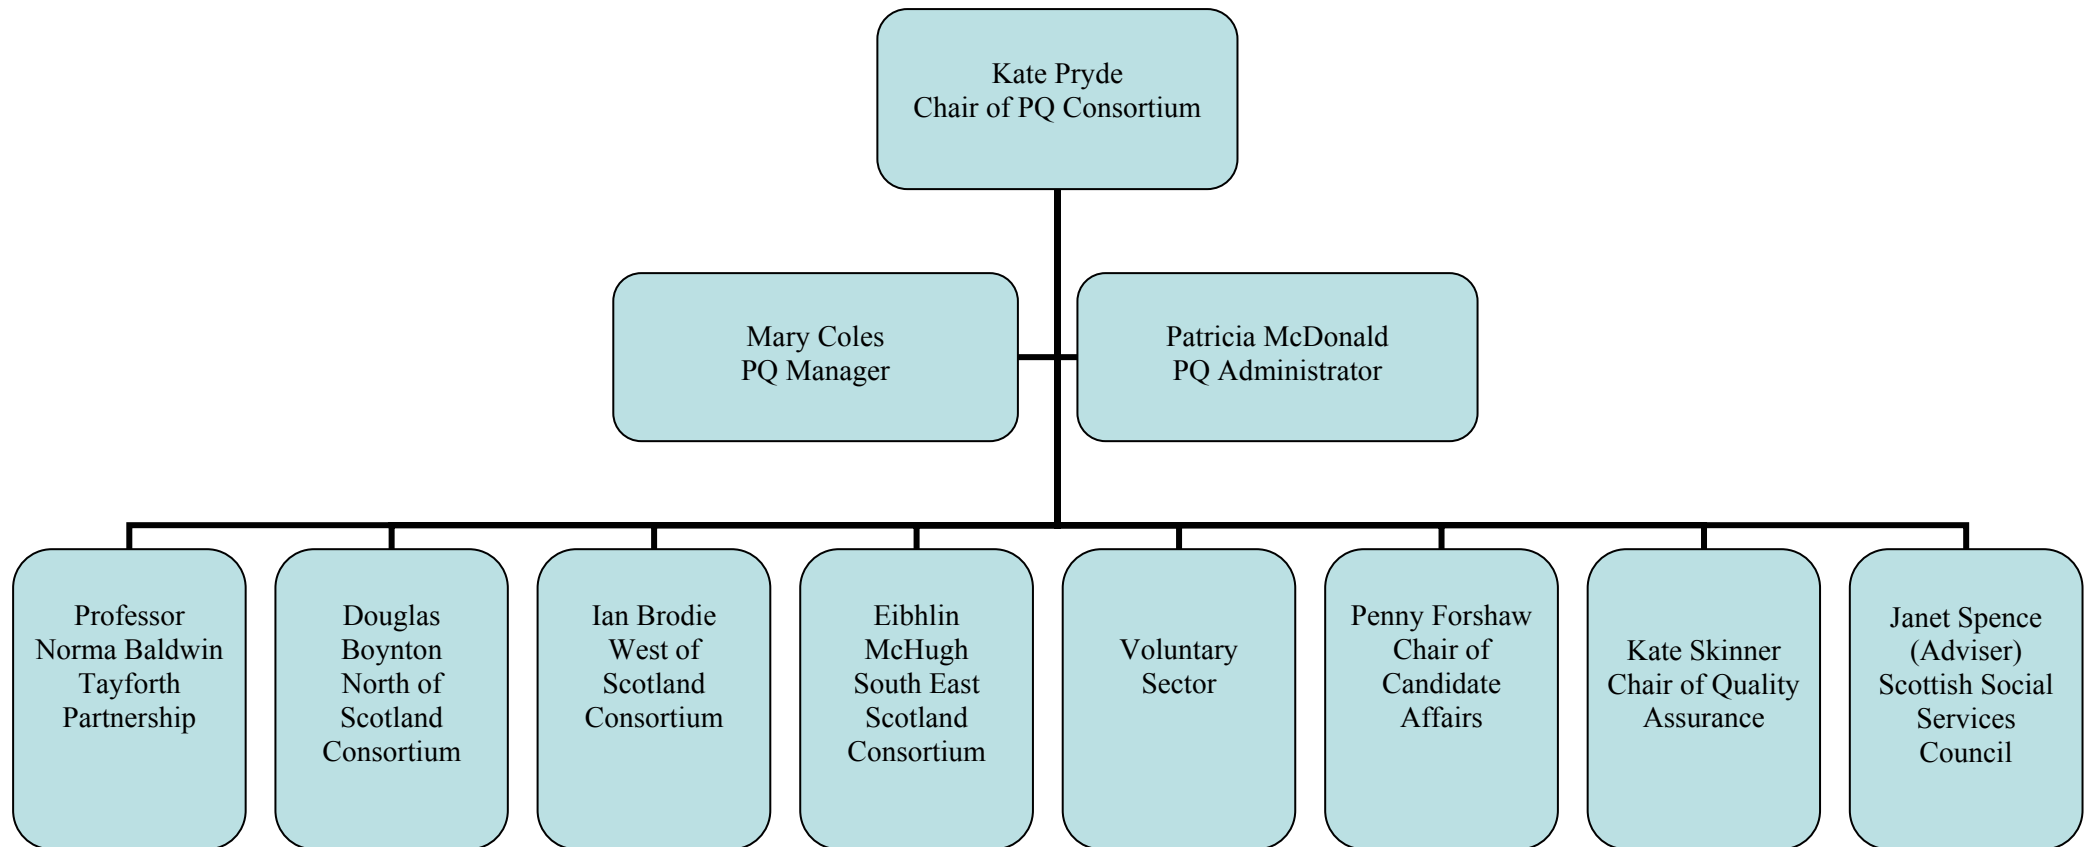 Kate Pryde
Chair of PQ Consortium
Mary Coles
PQ Manager
Patricia McDonald
PQ Administrator
Professor
Norma Baldwin
Tayforth
Partnership
Douglas
Boynton
North of
Scotland
Consortium
Ian Brodie
West of
Scotland
Consortium
Eibhlin
McHugh
South East
Scotland
Consortium
Voluntary
Sector
Penny Forshaw
Chair of
Candidate
Affairs
Kate Skinner
Chair of Quality
Assurance
Janet Spence
(Adviser)
Scottish Social
Services
Council